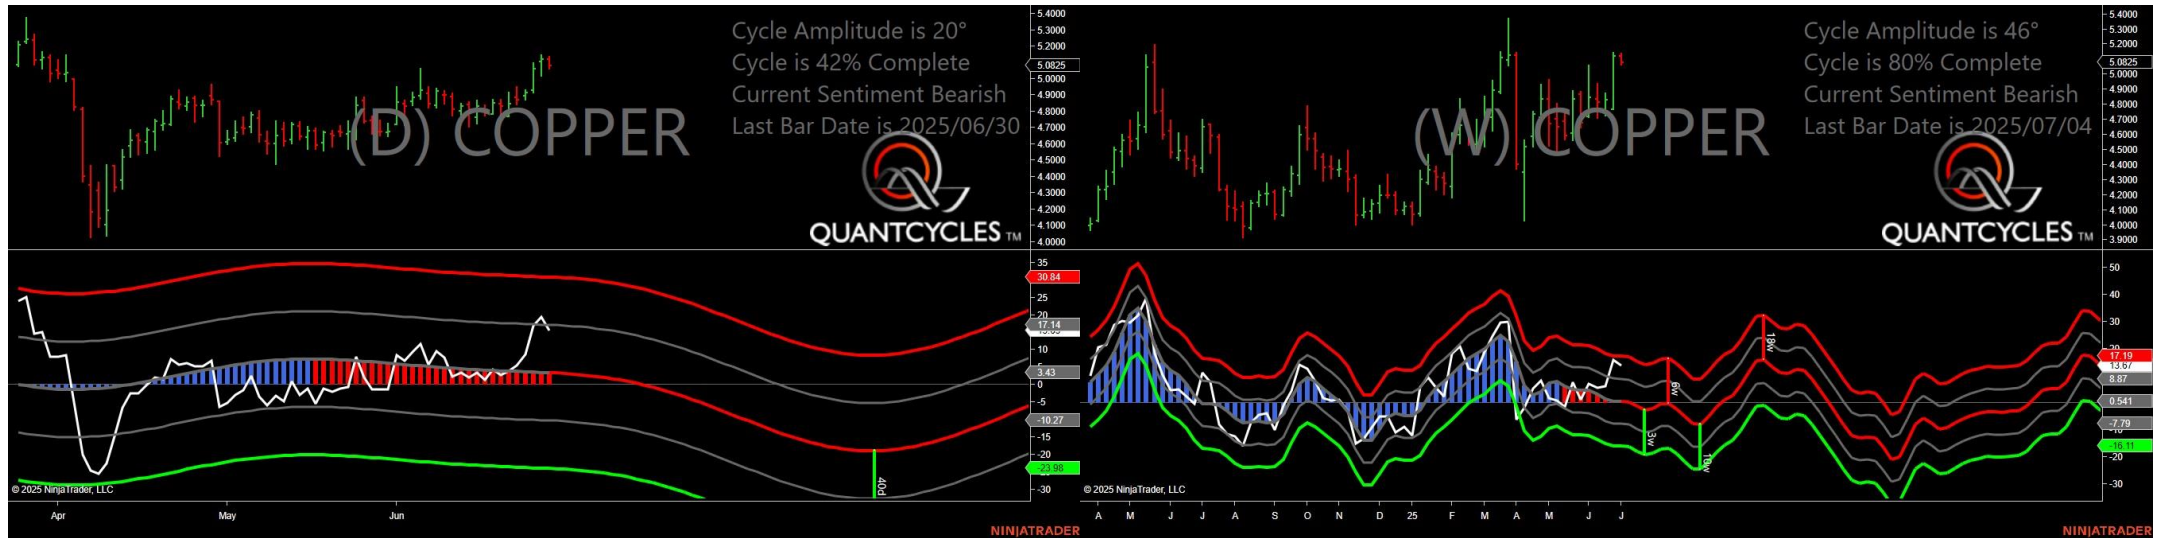 Cycle Amplitude is 20°
Cycle is 42% Complete
Current Sentiment Bearish
Last Bar Date is 2025/06/30
(D) COPPER
QUANTCYCLES TM
5.4000
5.3000
5.2000
5.0825
5.0000
4.9000
4.8000
4.7000
4.6000
4.5000
4.4000
4.3000
4.2000
4.1000
4.0000
35
30.84
25
20
17.14
10
5
3.43
0
-5
-10.27
-15
-20
-23.98
-30
40d
© 2025 NinjaTrader, LLC
Apr May Jun
NINJATRADER
Cycle Amplitude is 46°
Cycle is 80% Complete
Current Sentiment Bearish
Last Bar Date is 2025/07/04
(W) COPPER
QUANTCYCLES TM
5.4000
5.3000
5.2000
5.0825
5.0000
4.9000
4.8000
4.7000
4.6000
4.5000
4.4000
4.3000
4.2000
4.1000
4.0000
3.9000
50
40
30
17.19
13.67
8.87
0.541
-7.79
-16.11
-20
-30
6w
3w
10w
18w
© 2025 NinjaTrader, LLC
A M J J A S O N D 25 F M A M J J
NINJATRADER